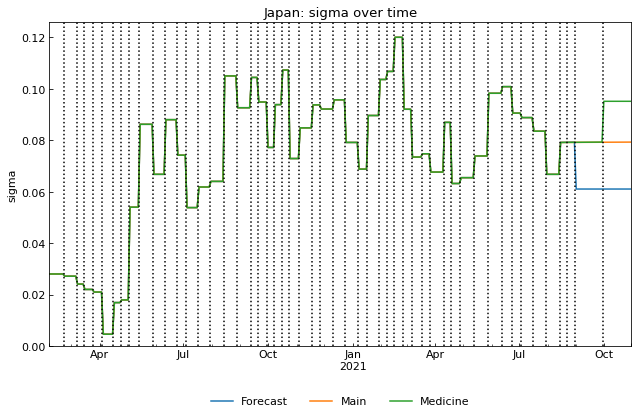 Japan: sigma over time
sigma
0.12
0.10
0.08
0.06
0.04
0.02
0.00
Apr Jul Oct Jan Apr Jul Oct
2021
Forecast Main Medicine